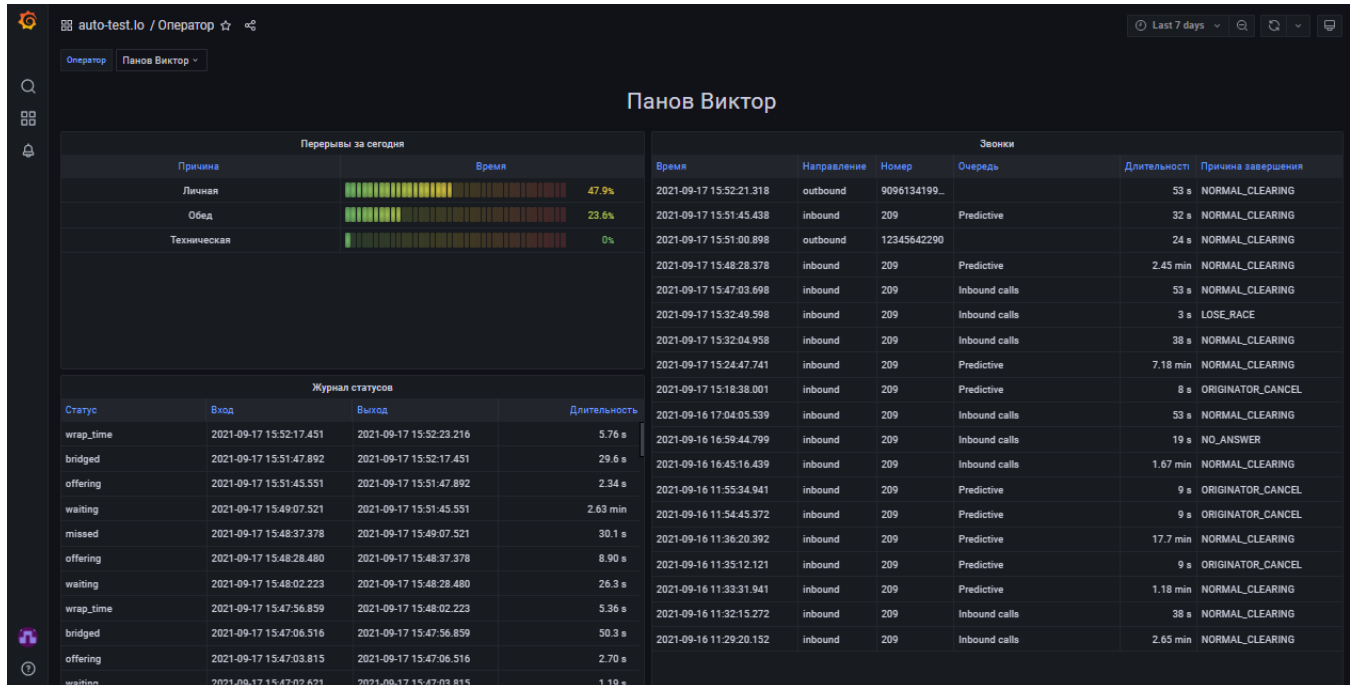 auto-test.lo / Оператор
Last 7 days
Оператор Панов Виктор
Панов Виктор
Перерывы за сегодня
Причина Время
Личная 47.9%
Обед 23.6%
Техническая 0%
Журнал статусов
Статус Вход Выход Длительность
wrap_time 2021-09-17 15:52:17.451 2021-09-17 15:52:23.216 5.76 s
bridged 2021-09-17 15:51:47.892 2021-09-17 15:52:17.451 29.6 s
offering 2021-09-17 15:51:45.551 2021-09-17 15:51:47.892 2.34 s
waiting 2021-09-17 15:49:07.521 2021-09-17 15:51:45.551 2.63 min
missed 2021-09-17 15:48:37.378 2021-09-17 15:49:07.521 30.1 s
offering 2021-09-17 15:48:28.480 2021-09-17 15:48:37.378 8.90 s
waiting 2021-09-17 15:48:02.223 2021-09-17 15:48:28.480 26.3 s
wrap_time 2021-09-17 15:47:56.859 2021-09-17 15:48:02.223 5.36 s
bridged 2021-09-17 15:47:06.516 2021-09-17 15:47:56.859 50.3 s
offering 2021-09-17 15:47:03.815 2021-09-17 15:47:06.516 2.70 s
waiting 2021-09-17 15:47:02.621 2021-09-17 15:47:03.815 1.19 s
Звонки
Время Направление Номер Очередь Длительності Причина завершения
2021-09-17 15:52:21.318 outbound 9096134199... 53 s NORMAL_CLEARING
2021-09-17 15:51:45.438 inbound 209 Predictive 32 s NORMAL_CLEARING
2021-09-17 15:51:00.898 outbound 12345642290 24 s NORMAL_CLEARING
2021-09-17 15:48:28.378 inbound 209 Predictive 2.45 min NORMAL_CLEARING
2021-09-17 15:47:03.698 inbound 209 Inbound calls 53 s NORMAL_CLEARING
2021-09-17 15:32:49.598 inbound 209 Inbound calls 3 s LOSE_RACE
2021-09-17 15:32:04.958 inbound 209 Inbound calls 38 s NORMAL_CLEARING
2021-09-17 15:24:47.741 inbound 209 Predictive 7.18 min NORMAL_CLEARING
2021-09-17 15:18:38.001 inbound 209 Predictive 8 s ORIGINATOR_CANCEL
2021-09-16 17:04:05.539 inbound 209 Inbound calls 53 s NORMAL_CLEARING
2021-09-16 16:59:44.799 inbound 209 Inbound calls 19 s NO_ANSWER
2021-09-16 16:45:16.439 inbound 209 Inbound calls 1.67 min NORMAL_CLEARING
2021-09-16 11:55:34.941 inbound 209 Predictive 9 s ORIGINATOR_CANCEL
2021-09-16 11:54:45.372 inbound 209 Predictive 9 s ORIGINATOR_CANCEL
2021-09-16 11:36:20.392 inbound 209 Predictive 17.7 min NORMAL_CLEARING
2021-09-16 11:35:12.121 inbound 209 Predictive 9 s ORIGINATOR_CANCEL
2021-09-16 11:33:31.941 inbound 209 Predictive 1.18 min NORMAL_CLEARING
2021-09-16 11:32:15.272 inbound 209 Inbound calls 38 s NORMAL_CLEARING
2021-09-16 11:29:20.152 inbound 209 Inbound calls 2.65 min NORMAL_CLEARING